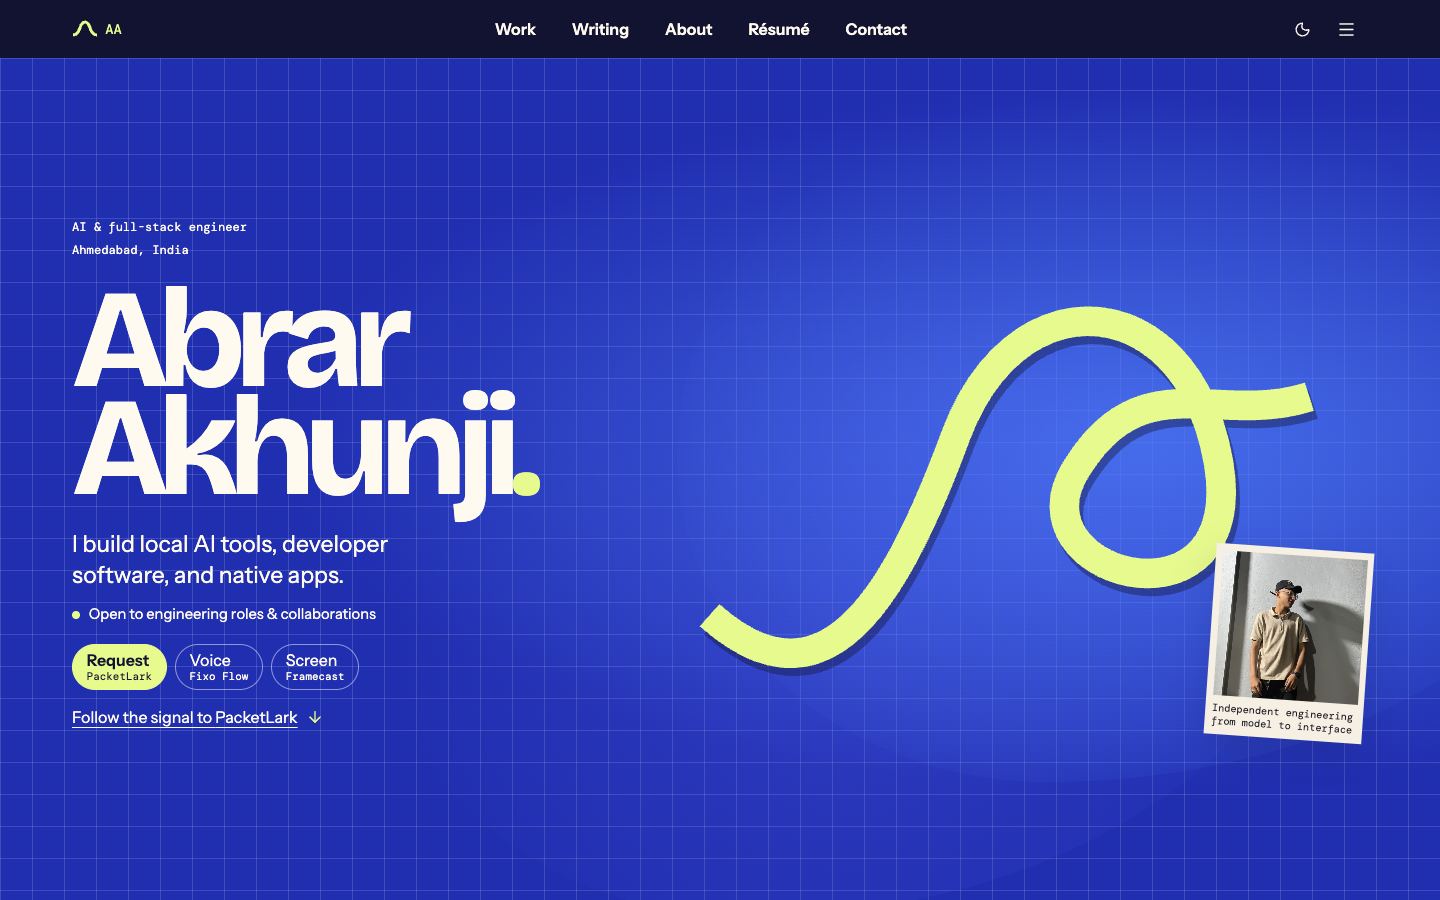 AA
Work
Writing
About
Résumé
Contact
AI & full-stack engineer
Ahmedabad, India
Abrar
Akhunji.
I build local AI tools, developer
software, and native apps.
Open to engineering roles & collaborations
Request
PacketLark
Voice
Fixo Flow
Screen
Framecast
Follow the signal to PacketLark ↓
Independent engineering
from model to interface